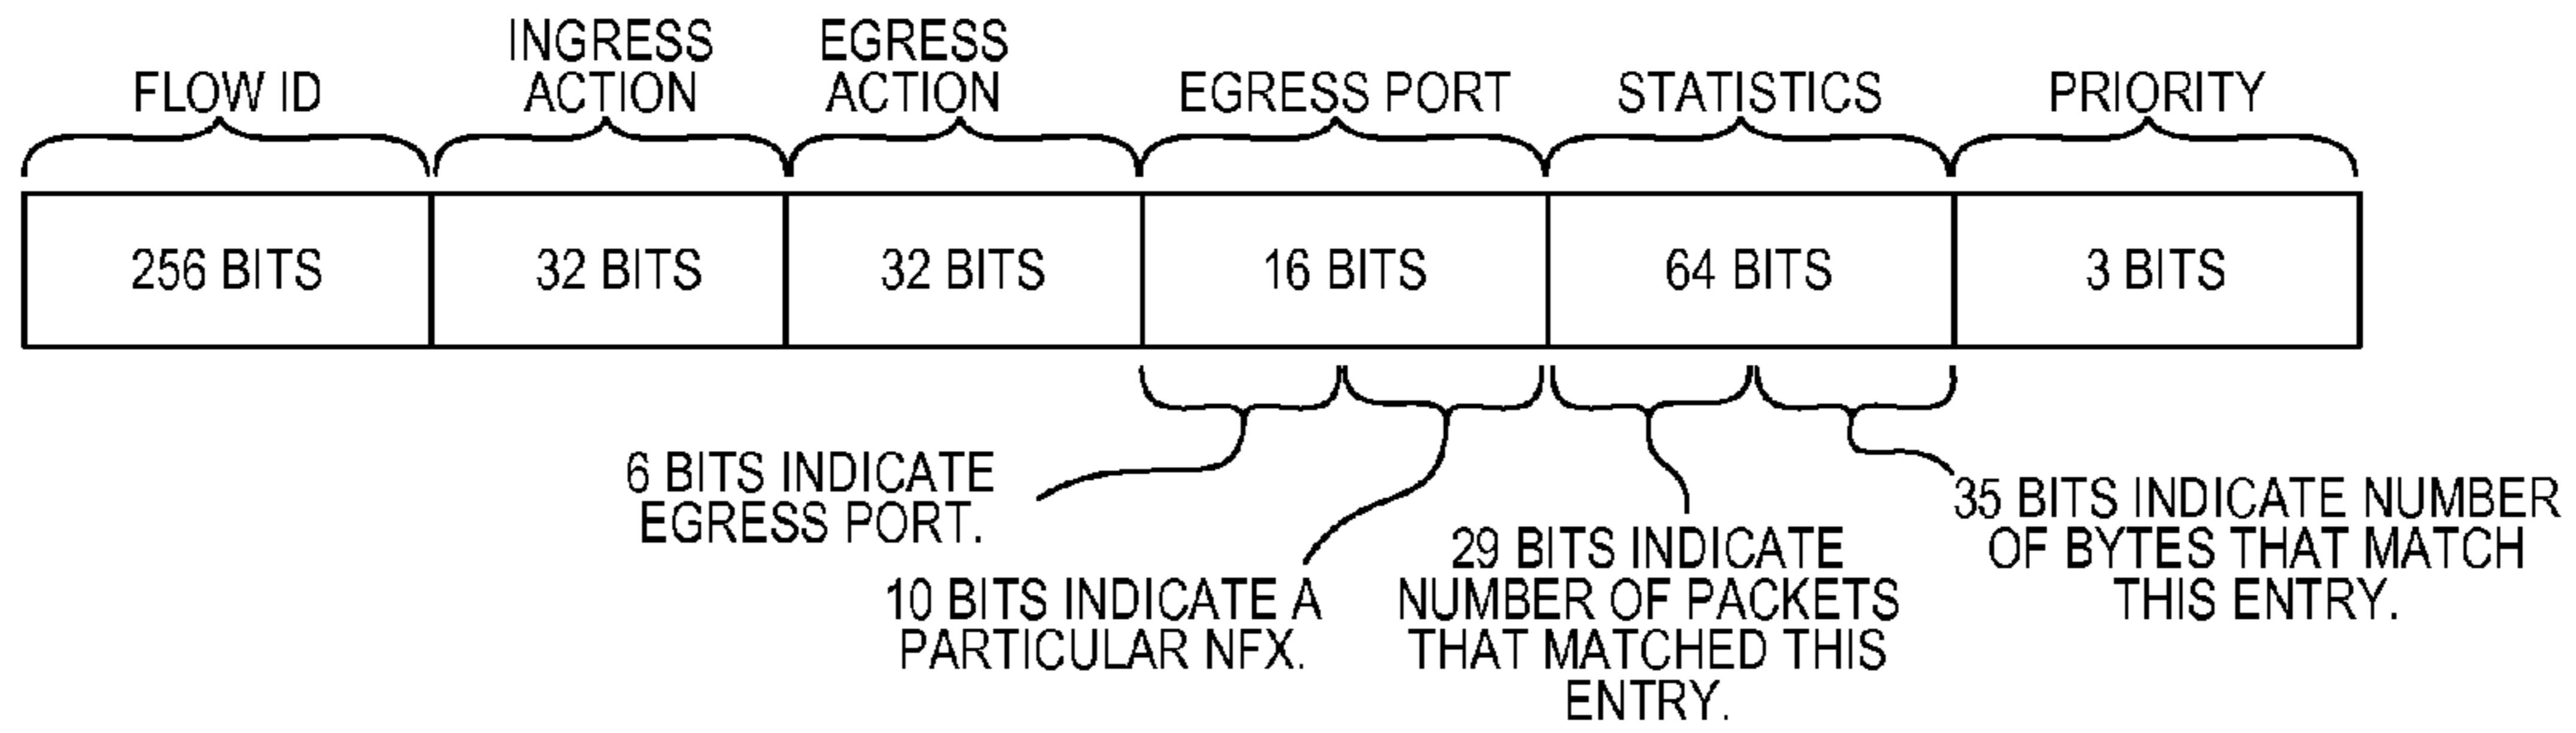 FLOW ID
INGRESS
ACTION
EGRESS
ACTION
EGRESS PORT
STATISTICS
PRIORITY
256 BITS
32 BITS
32 BITS
16 BITS
64 BITS
3 BITS
6 BITS INDICATE
EGRESS PORT.
10 BITS INDICATE A
PARTICULAR NFX.
29 BITS INDICATE
NUMBER OF PACKETS
THAT MATCHED THIS
ENTRY.
35 BITS INDICATE NUMBER
OF BYTES THAT MATCH
THIS ENTRY.